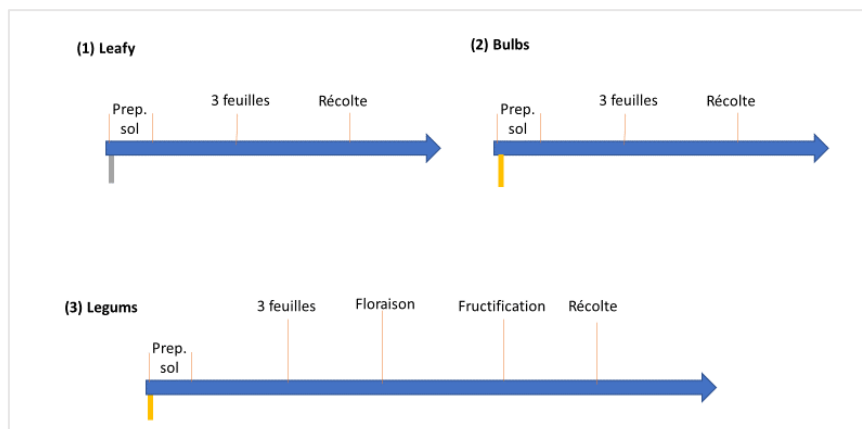 (1) Leafy
Prep.
sol
3 feuilles
Récolte
(2) Bulbs
Prep.
sol
3 feuilles
Récolte
(3) Legums
Prep.
sol
3 feuilles
Floraison
Fructification
Récolte